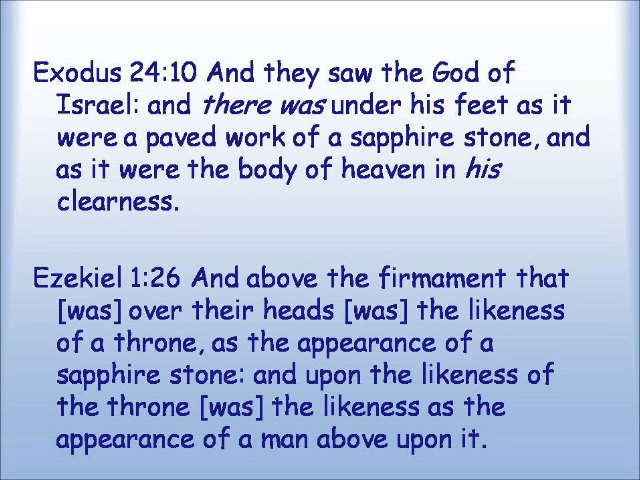 Exodus 24:10 And they saw the God of
Israel: and there was under his feet as it
were a paved work of a sapphire stone, and
as it were the body of heaven in his
clearness.
Ezekiel 1:26 And above the firmament that
[was] over their heads [was] the likeness
of a throne, as the appearance of a
sapphire stone: and upon the likeness of
the throne [was] the likeness as the
appearance of a man above upon it.